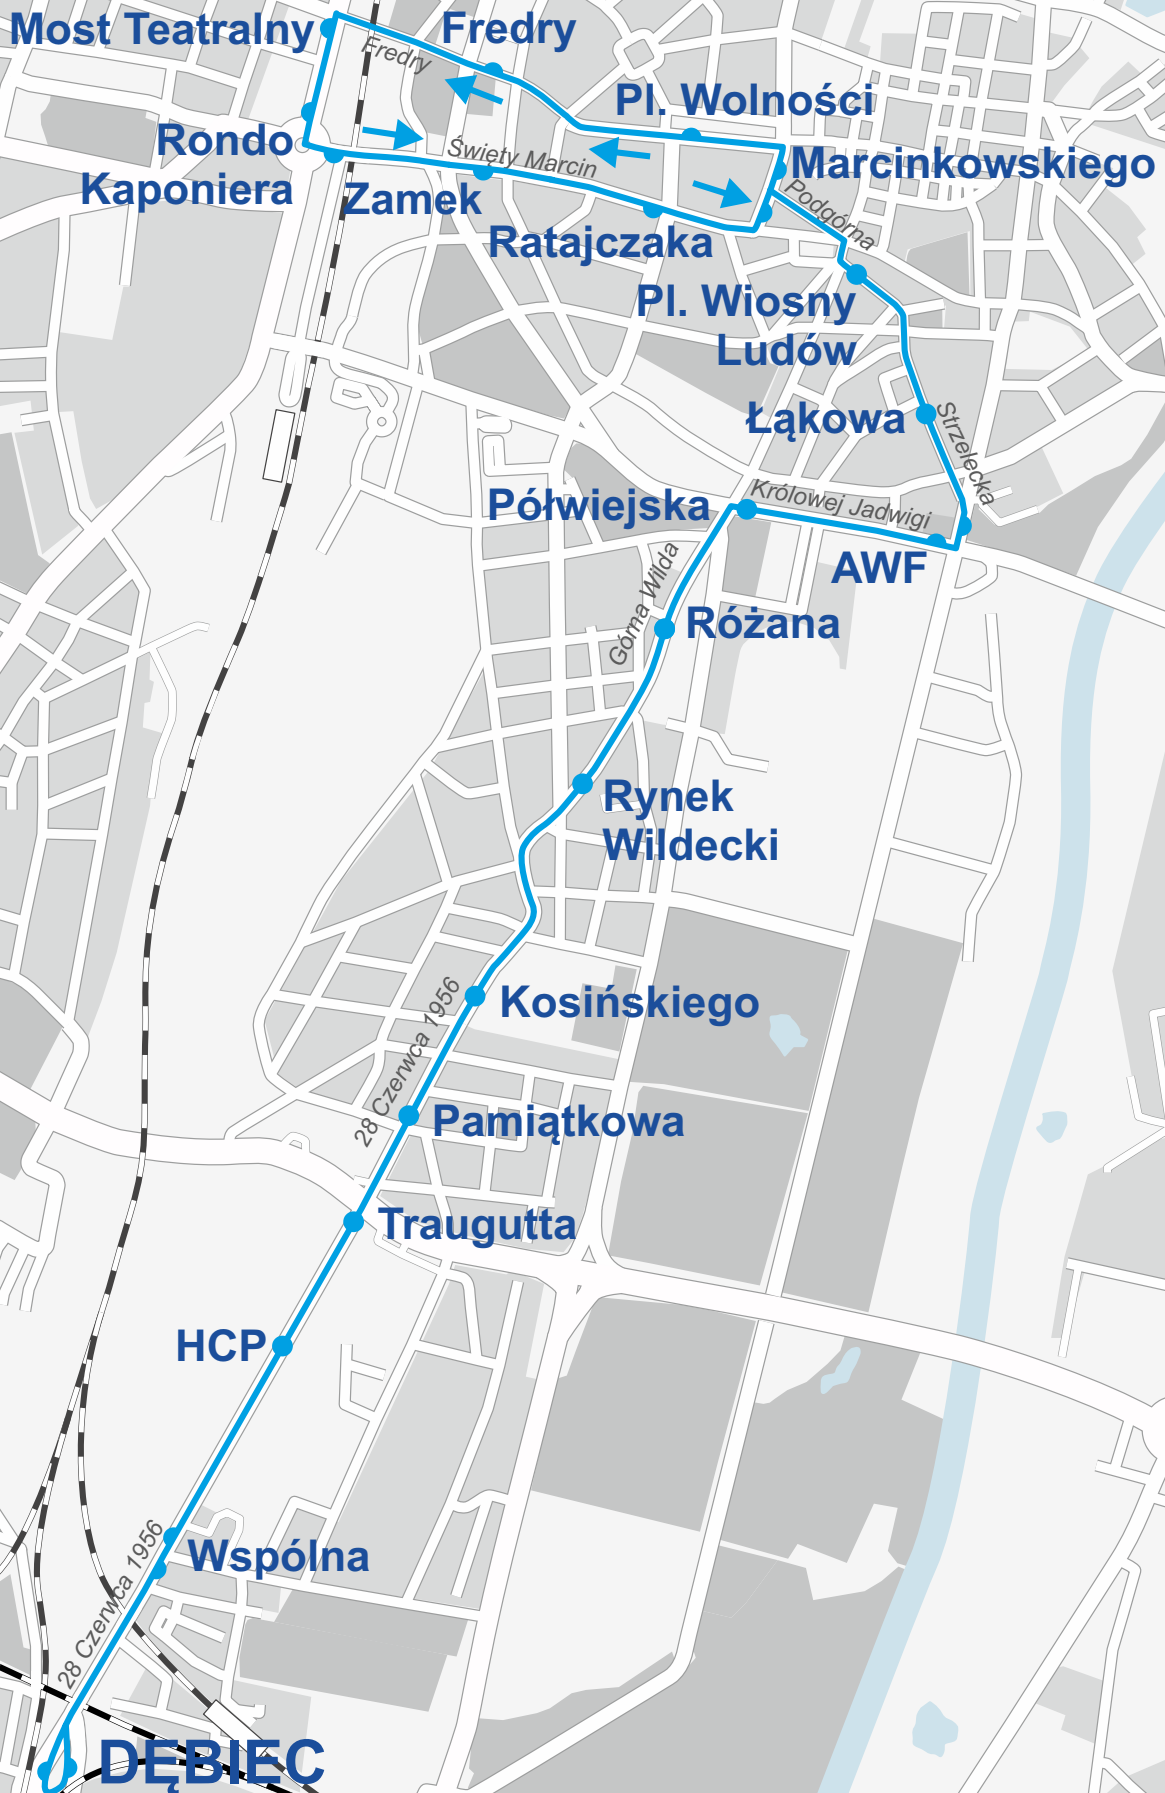 Most Teatralny
Fredry
Fredry
Pl. Wolności
Rondo
Kaponiera
Święty Marcin
Marcinkowskiego
Zamek
Podgórna
Ratajczaka
Pl. Wiosny
Ludów
Łąkowa
Strzelecka
Półwiejska
Królowej Jadwigi
AWF
Górna Wilda
Różana
Rynek
Wildecki
Kosińskiego
28 Czerwca 1956
Pamiątkowa
Traugutta
HCP
Wspólna
28 Czerwca 1956
DĘBIEC